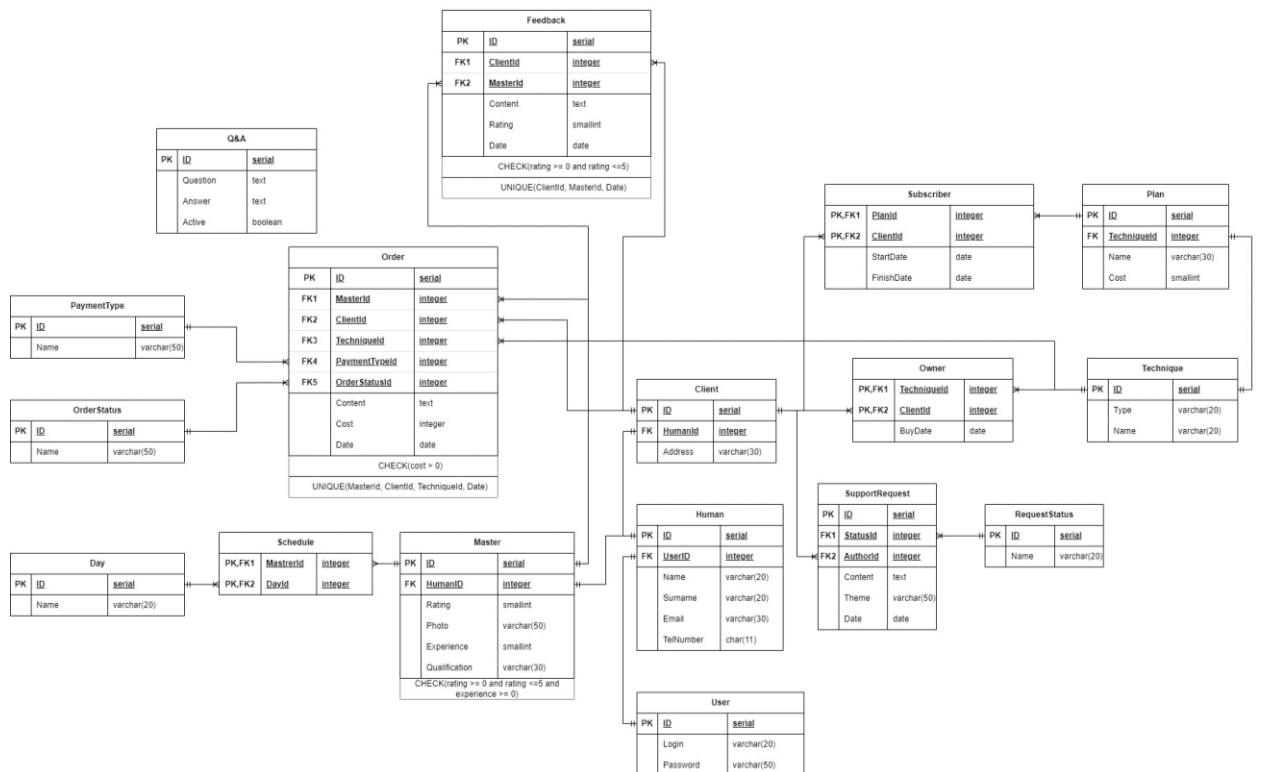 Feedback
PK ID serial
FK1 ClientId integer
FK2 MasterId integer
Content text
Rating smallint
Date date
CHECK(rating >= 0 and rating <=5)
UNIQUE(ClientId, MasterId, Date)
Q&A
PK ID serial
Question text
Answer text
Active boolean
Subscriber
PK,FK1 PlanId integer
PK,FK2 ClientId integer
StartDate date
FinishDate date
Plan
PK ID serial
FK TechniqueId integer
Name varchar(30)
Cost smallint
Order
PK ID serial
FK1 MasterId integer
FK2 ClientId integer
FK3 TechniqueId integer
FK4 PaymentTypeId integer
FK5 OrderStatusId integer
Content text
Cost integer
Date date
CHECK(cost > 0)
UNIQUE(MasterId, ClientId, TechniqueId, Date)
PaymentType
PK ID serial
Name varchar(50)
OrderStatus
PK ID serial
Name varchar(50)
Client
PK ID serial
FK HumanId integer
Address varchar(30)
Owner
PK,FK1 TechniqueId integer
PK,FK2 ClientId integer
BuyDate date
Technique
PK ID serial
Type varchar(20)
Name varchar(20)
SupportRequest
PK ID serial
FK1 StatusId integer
FK2 AuthorId integer
Content text
Theme varchar(50)
Date date
RequestStatus
PK ID serial
Name varchar(20)
Day
PK ID serial
Name varchar(20)
Schedule
PK,FK1 MastrerId integer
PK,FK2 DayId integer
Master
PK ID serial
FK HumanID integer
Rating smallint
Photo varchar(50)
Experience smallint
Qualification varchar(30)
CHECK(rating >= 0 and rating <=5 and
experience >= 0)
Human
PK ID serial
FK UserID integer
Name varchar(20)
Surname varchar(20)
Email varchar(30)
TelNumber char(11)
User
PK ID serial
Login varchar(20)
Password varchar(50)